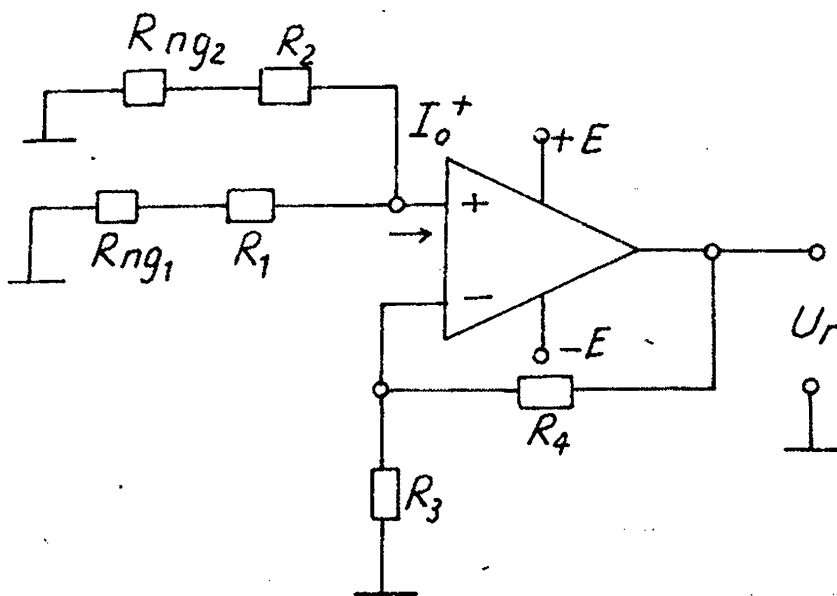 Rng₂ R₂
I₀⁺
+E
+
Rng₁ R₁
→
−
−E
Uᵣ
R₄
R₃